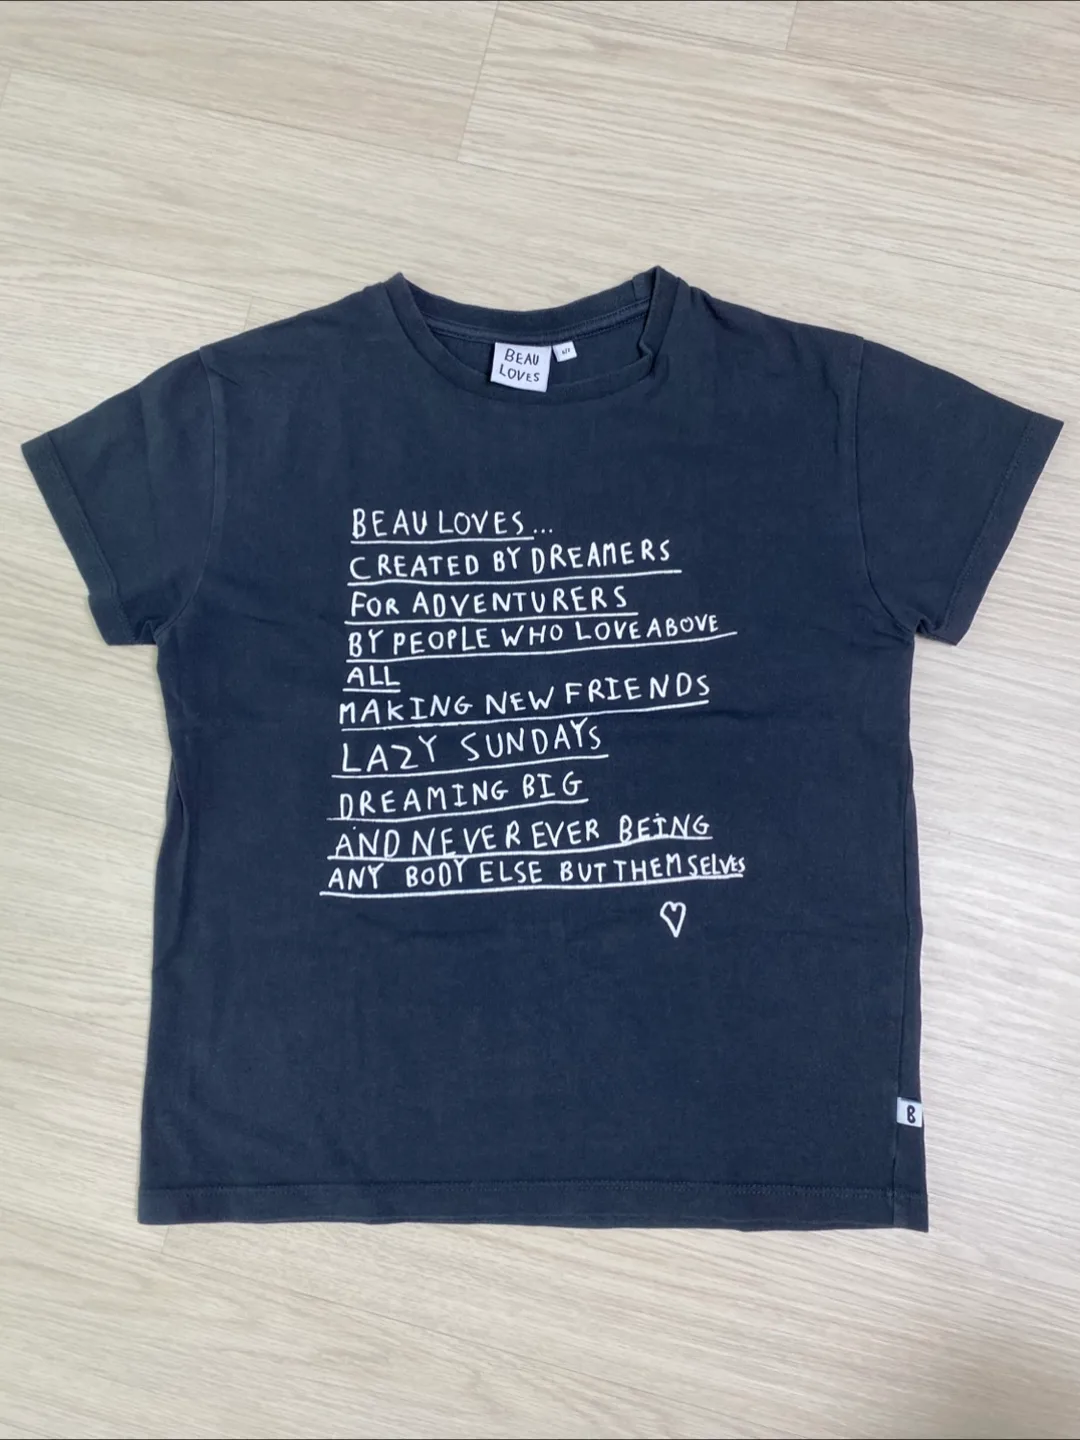 BEAU
LOVES
BEAU LOVES...
CREATED BY DREAMERS
FOR ADVENTURERS
BY PEOPLE WHO LOVE ABOVE
ALL
MAKING NEW FRIENDS
LAZY SUNDAYS
DREAMING BIG
AND NEVER EVER BEING
ANY BODY ELSE BUT THEMSELVES
B